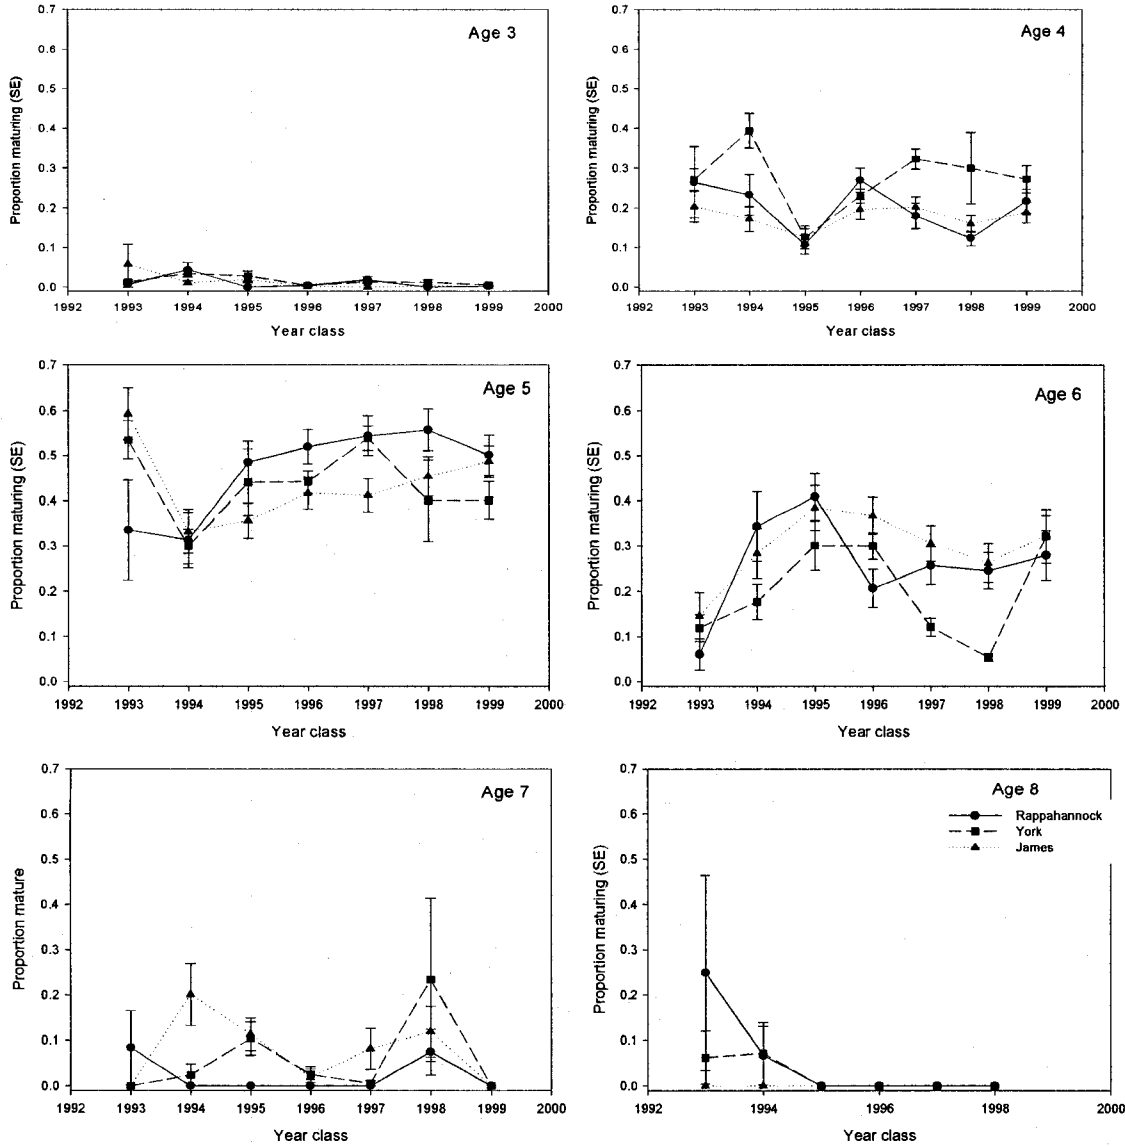 Age 3
Proportion maturing (SE)
0.7
0.6
0.5
0.4
0.3
0.2
0.1
0.0
1992 1993 1994 1995 1996 1997 1998 1999 2000
Year class
Age 4
Proportion maturing (SE)
0.7
0.6
0.5
0.4
0.3
0.2
0.1
0.0
1992 1993 1994 1995 1996 1997 1998 1999 2000
Year class
Age 5
Proportion maturing (SE)
0.7
0.6
0.5
0.4
0.3
0.2
0.1
0.0
1992 1993 1994 1995 1996 1997 1998 1999 2000
Year class
Age 6
Proportion maturing (SE)
0.7
0.6
0.5
0.4
0.3
0.2
0.1
0.0
1992 1993 1994 1995 1996 1997 1998 1999 2000
Year class
Age 7
Proportion mature
0.7
0.6
0.5
0.4
0.3
0.2
0.1
0.0
1992 1993 1994 1995 1996 1997 1998 1999 2000
Year class
Age 8
Rappahannock
York
James
Proportion maturing (SE)
0.7
0.6
0.5
0.4
0.3
0.2
0.1
0.0
1992 1994 1996 1998 2000
Year class